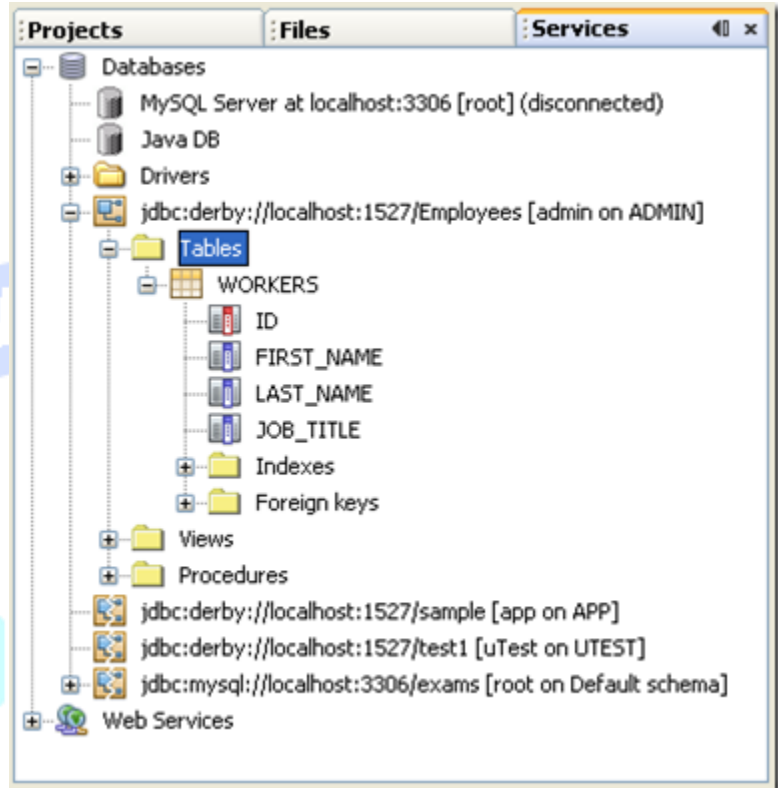 Projects Files Services
Databases
MySQL Server at localhost:3306 [root] (disconnected)
Java DB
Drivers
jdbc:derby://localhost:1527/Employees [admin on ADMIN]
Tables
WORKERS
ID
FIRST_NAME
LAST_NAME
JOB_TITLE
Indexes
Foreign keys
Views
Procedures
jdbc:derby://localhost:1527/sample [app on APP]
jdbc:derby://localhost:1527/test1 [uTest on UTEST]
jdbc:mysql://localhost:3306/exams [root on Default schema]
Web Services